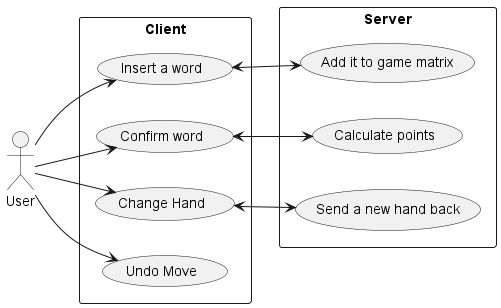 Client
Server
Insert a word
Add it to game matrix
Confirm word
Calculate points
User
Change Hand
Send a new hand back
Undo Move